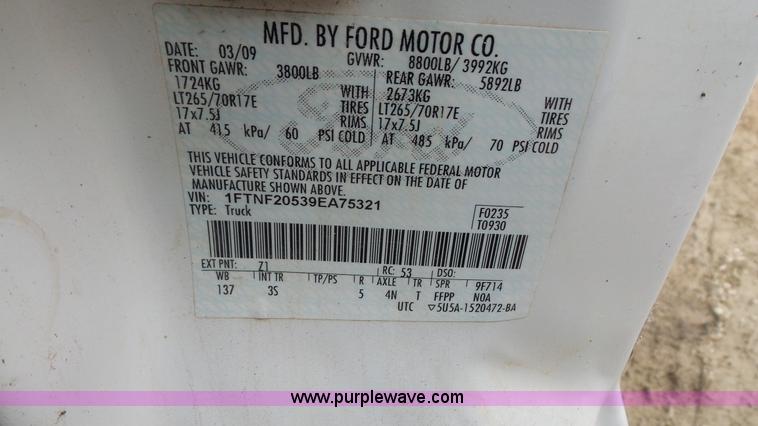 MFD. BY FORD MOTOR CO.
DATE: 03/09 GVWR: 8800LB/ 3992KG
FRONT GAWR: 3800LB REAR GAWR: 5892LB
1724KG WITH 2673KG WITH
LT265/70R17E TIRES LT265/70R17E TIRES
17x7.5J RIMS 17x7.5J RIMS
AT 415 kPa/ 60 PSI COLD AT 485 kPa/ 70 PSI COLD
THIS VEHICLE CONFORMS TO ALL APPLICABLE FEDERAL MOTOR
VEHICLE SAFETY STANDARDS IN EFFECT ON THE DATE OF
MANUFACTURE SHOWN ABOVE.
VIN: 1FTNF20539EA75321 F0235
TYPE: Truck T0930
EXT PNT: Z1 RC: 53 DSO:
WB INT TR TP/PS R AXLE TR SPR 9F714
137 3S 5 4N T FFPP NOA
UTC ▽5U5A-1520472-BA
www.purplewave.com